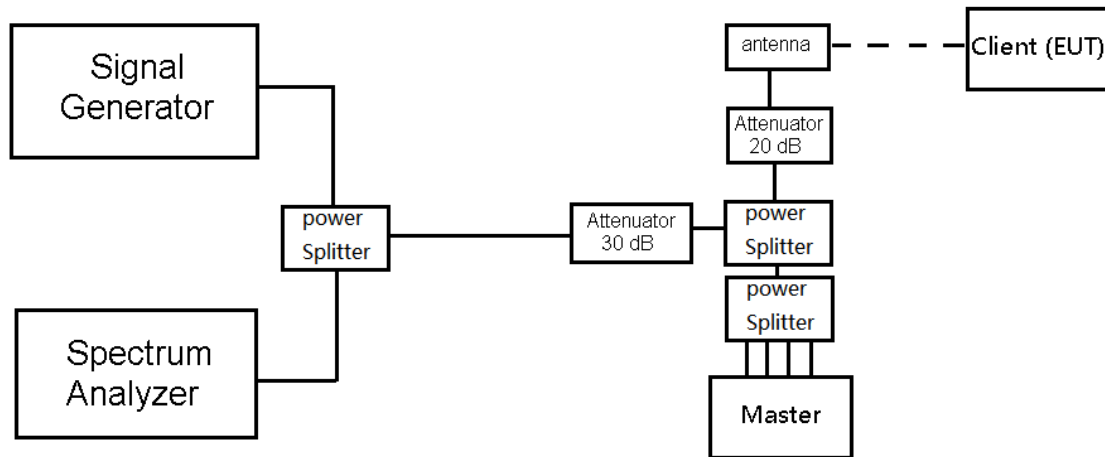 Signal
Generator
antenna
Client (EUT)
Attenuator
20 dB
power
Splitter
Attenuator
30 dB
power
Splitter
power
Splitter
Spectrum
Analyzer
Master